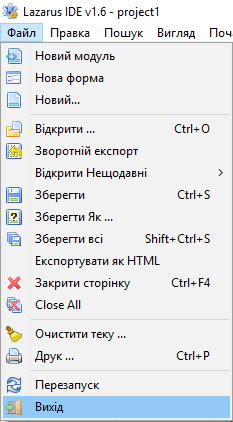 Lazarus IDE v1.6 - project1
Файл Правка Пошук Вигляд Поча
Новий модуль
Нова форма
Новий...
Відкрити ... Ctrl+O
Зворотній експорт
Відкрити Нещодавні
Зберегти Ctrl+S
Зберегти Як ...
Зберегти всі Shift+Ctrl+S
Експортувати як HTML
Закрити сторінку Ctrl+F4
Close All
Очистити теку ...
Друк ... Ctrl+P
Перезапуск
Вихід